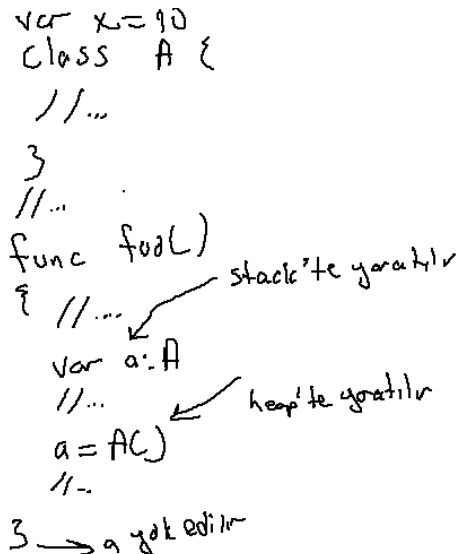 var x = 10
class A {
//...
}
//...
func foo()
{ //....
stack'te yaratılır
var a: A
//...
heap'te yaratılır
a = A()
//..
} → a yok edilir